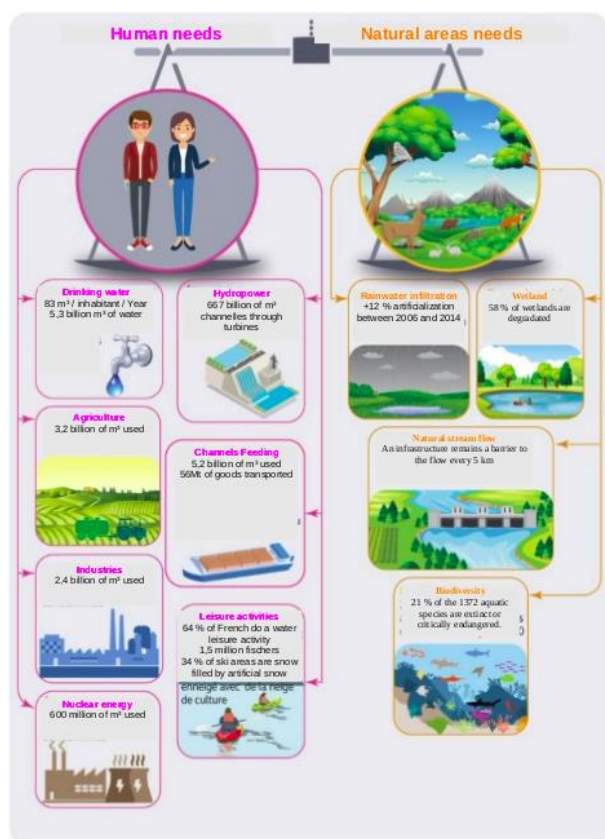 Human needs
Natural areas needs
Drinking water
83 m³ / inhabitant / Year
5,3 billion m³ of water
Hydropower
667 billion of m³
channelles through
turbines
Rainwater infiltration
+12 % artificialization
between 2006 and 2014
Wetland
58 % of wetlands are
degradated
Agriculture
3,2 billion of m³ used
Channels Feeding
5,2 billion of m³ used
56Mt of goods transported
Natural stream flow
An infrastructure remains a barrier to
the flow every 5 km
Industries
2,4 billion of m³ used
Leisure activities
64 % of French do a water
leisure activity
1,5 million fischers
34 % of ski areas are snow
filled by artificial snow
enneigé avec de la neige
de culture
Biodiversity
21 % of the 1372 aquatic
species are extinct or
critically endangered.
Nuclear energy
600 million of m³ used